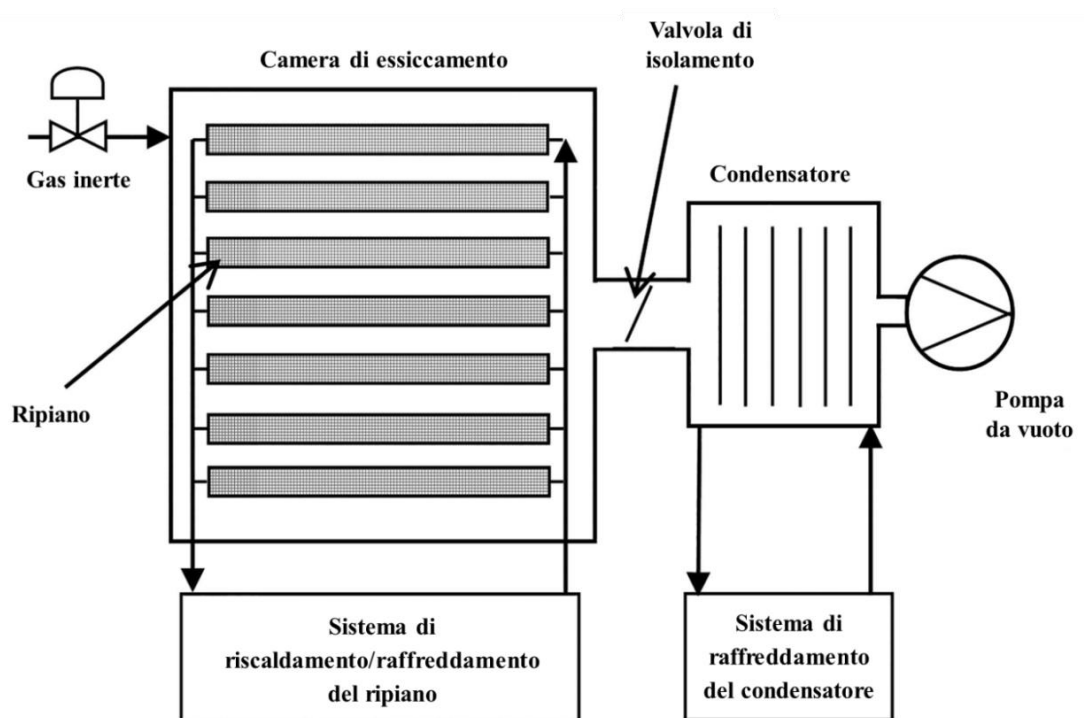 Valvola di
isolamento
Camera di essiccamento
Gas inerte
Condensatore
Ripiano
Pompa
da vuoto
Sistema di
riscaldamento/raffreddamento
del ripiano
Sistema di
raffreddamento
del condensatore